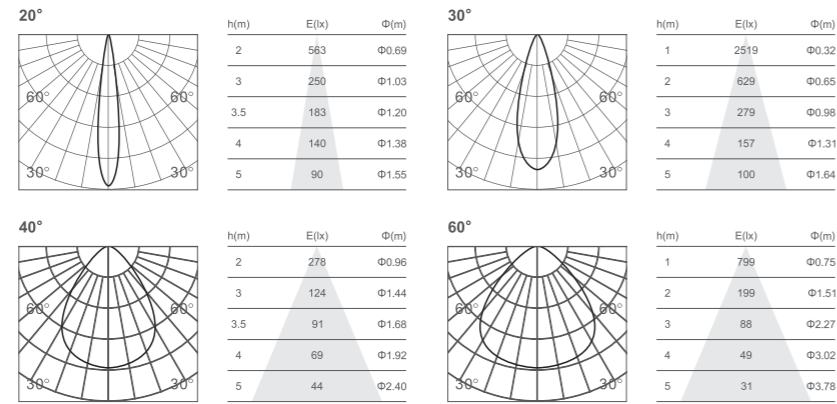 20°
60° 60°
30° 30°
h(m) E(lx) Φ(m)
2 563 Φ0.69
3 250 Φ1.03
3.5 183 Φ1.20
4 140 Φ1.38
5 90 Φ1.55
30°
60° 60°
30° 30°
h(m) E(lx) Φ(m)
1 2519 Φ0.32
2 629 Φ0.65
3 279 Φ0.98
4 157 Φ1.31
5 100 Φ1.64
40°
60° 60°
30° 30°
h(m) E(lx) Φ(m)
2 278 Φ0.96
3 124 Φ1.44
3.5 91 Φ1.68
4 69 Φ1.92
5 44 Φ2.40
60°
60° 60°
30° 30°
h(m) E(lx) Φ(m)
1 799 Φ0.75
2 199 Φ1.51
3 88 Φ2.27
4 49 Φ3.02
5 31 Φ3.78